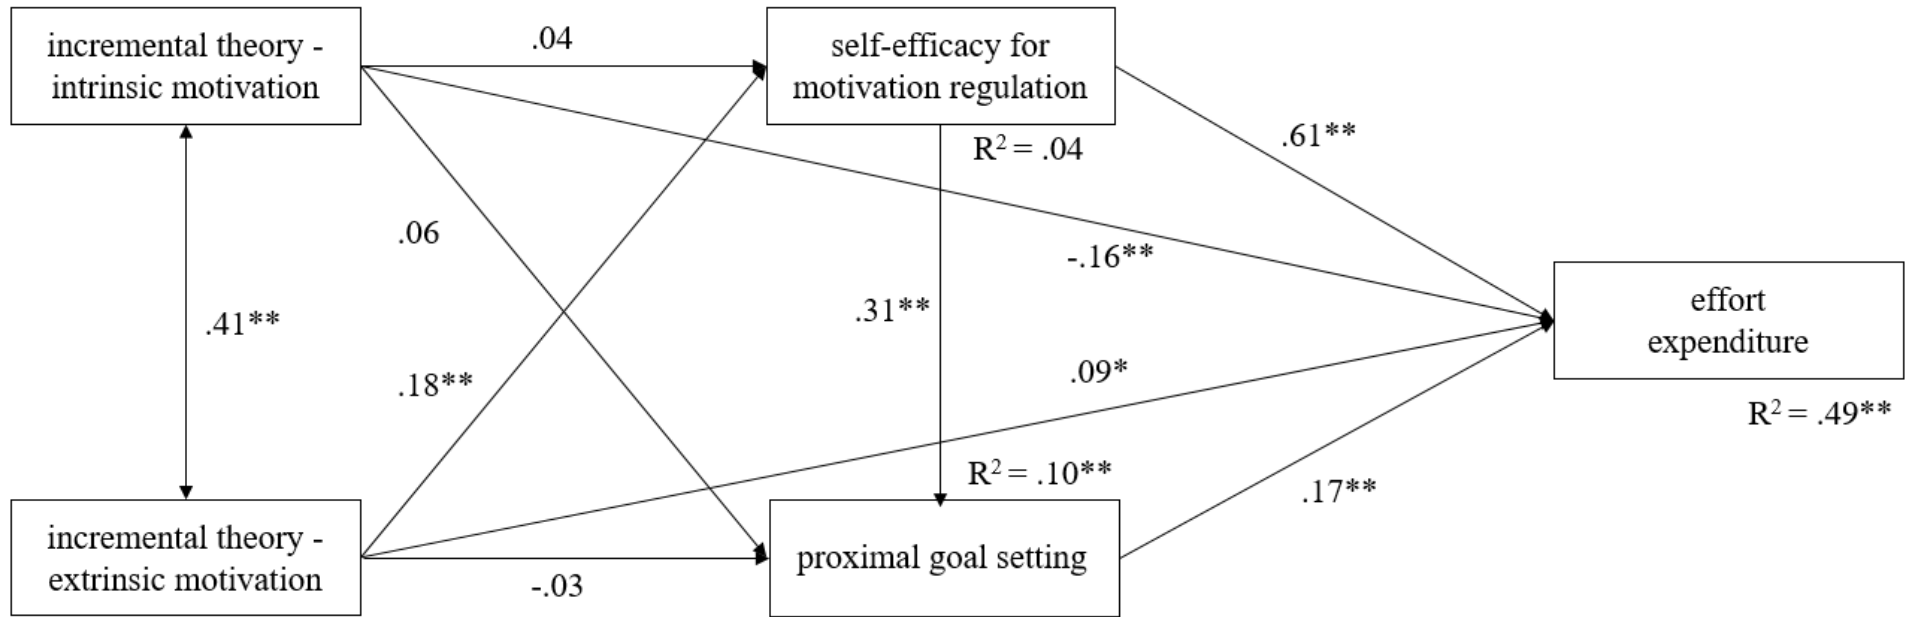 incremental theory -
intrinsic motivation
.04
self-efficacy for
motivation regulation
R² = .04
.61**
.06
-.16**
.41**
.31**
effort
expenditure
.18**
.09*
R² = .49**
R² = .10**
.17**
incremental theory -
extrinsic motivation
-.03
proximal goal setting